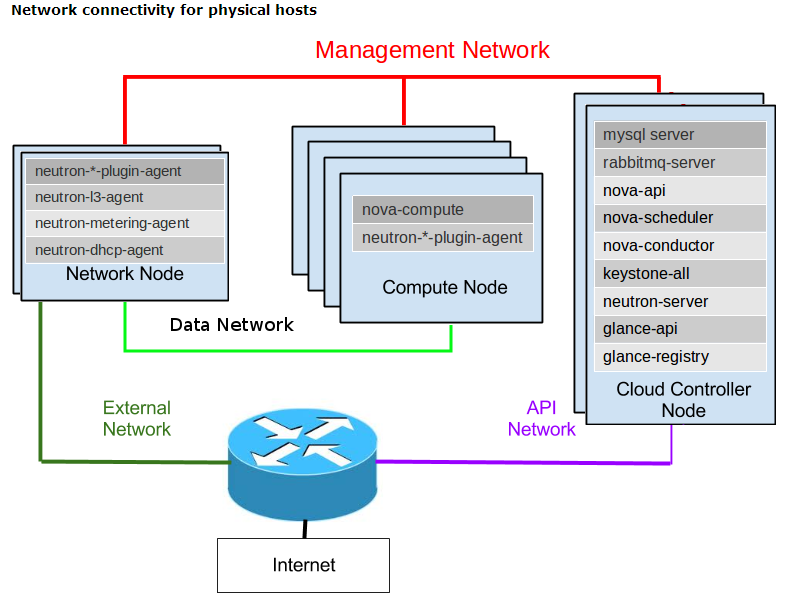 Network connectivity for physical hosts
Management Network
neutron-*-plugin-agent
neutron-l3-agent
neutron-metering-agent
neutron-dhcp-agent
Network Node
nova-compute
neutron-*-plugin-agent
Compute Node
mysql server
rabbitmq-server
nova-api
nova-scheduler
nova-conductor
keystone-all
neutron-server
glance-api
glance-registry
Cloud Controller
Node
Data Network
External
Network
API
Network
Internet